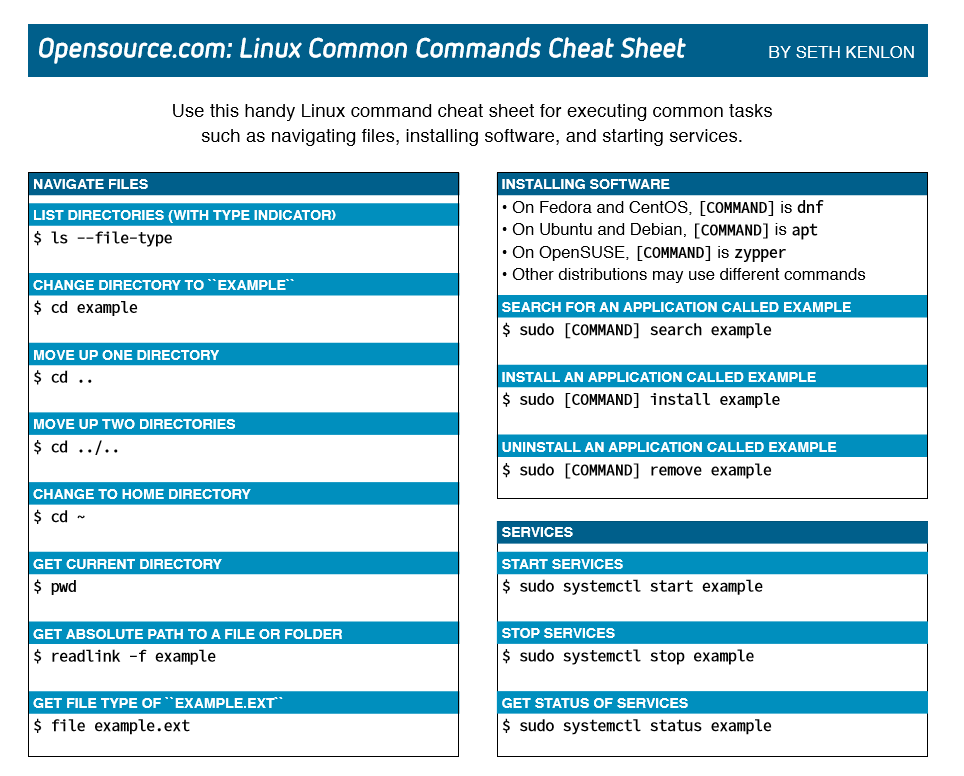 Opensource.com: Linux Common Commands Cheat Sheet
BY SETH KENLON
Use this handy Linux command cheat sheet for executing common tasks
such as navigating files, installing software, and starting services.
NAVIGATE FILES
LIST DIRECTORIES (WITH TYPE INDICATOR)
$ ls --file-type
CHANGE DIRECTORY TO ``EXAMPLE``
$ cd example
MOVE UP ONE DIRECTORY
$ cd ..
MOVE UP TWO DIRECTORIES
$ cd ../..
CHANGE TO HOME DIRECTORY
$ cd ~
GET CURRENT DIRECTORY
$ pwd
GET ABSOLUTE PATH TO A FILE OR FOLDER
$ readlink -f example
GET FILE TYPE OF ``EXAMPLE.EXT``
$ file example.ext
INSTALLING SOFTWARE
• On Fedora and CentOS, [COMMAND] is dnf
• On Ubuntu and Debian, [COMMAND] is apt
• On OpenSUSE, [COMMAND] is zypper
• Other distributions may use different commands
SEARCH FOR AN APPLICATION CALLED EXAMPLE
$ sudo [COMMAND] search example
INSTALL AN APPLICATION CALLED EXAMPLE
$ sudo [COMMAND] install example
UNINSTALL AN APPLICATION CALLED EXAMPLE
$ sudo [COMMAND] remove example
SERVICES
START SERVICES
$ sudo systemctl start example
STOP SERVICES
$ sudo systemctl stop example
GET STATUS OF SERVICES
$ sudo systemctl status example